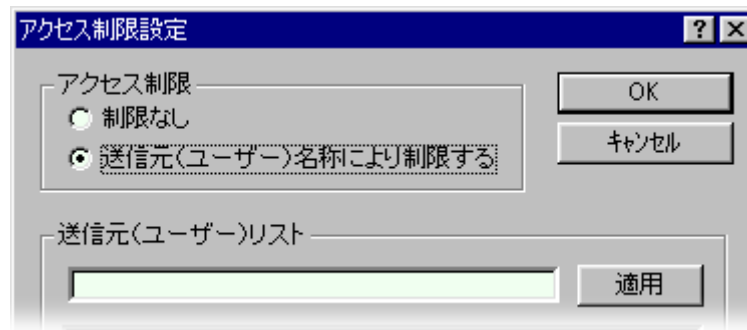 アクセス制限設定
アクセス制限
制限なし
送信元(ユーザー)名称により制限する
OK
キャンセル
送信元(ユーザー)リスト
適用